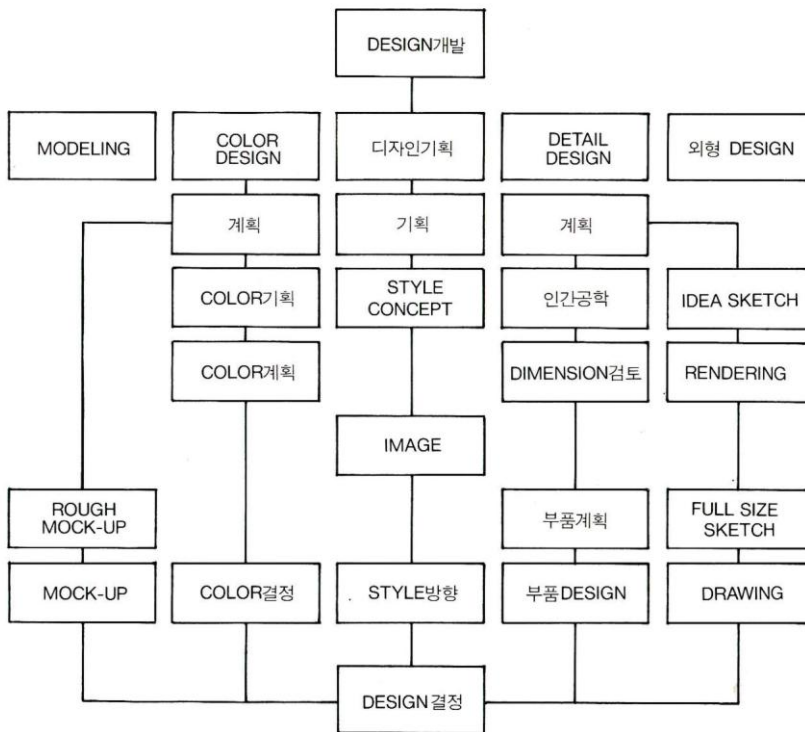 DESIGN개발
MODELING
COLOR
DESIGN
디자인기획
DETAIL
DESIGN
외형 DESIGN
계획
기획
계획
COLOR기획
STYLE
CONCEPT
인간공학
IDEA SKETCH
COLOR계획
DIMENSION검토
RENDERING
IMAGE
ROUGH
MOCK-UP
부품계획
FULL SIZE
SKETCH
MOCK-UP
COLOR결정
STYLE방향
부품DESIGN
DRAWING
DESIGN결정